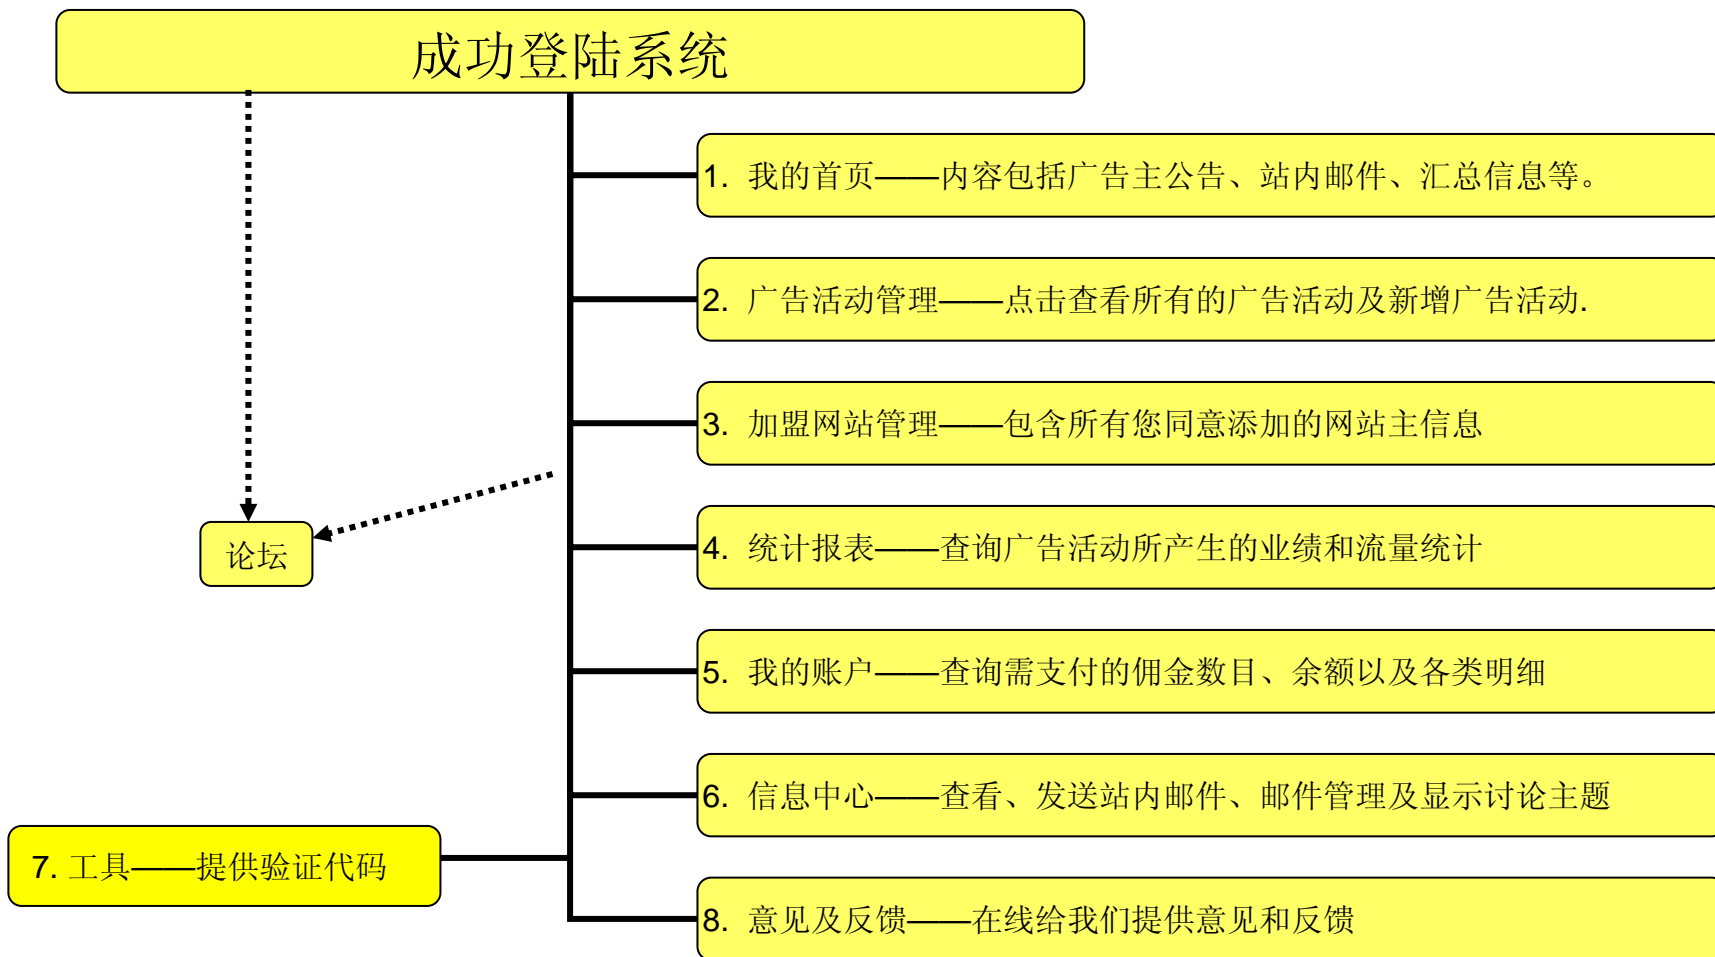 成功登陆系统
1. 我的首页——内容包括广告主公告、站内邮件、汇总信息等。
2. 广告活动管理——点击查看所有的广告活动及新增广告活动.
3. 加盟网站管理——包含所有您同意添加的网站主信息
论坛
4. 统计报表——查询广告活动所产生的业绩和流量统计
5. 我的账户——查询需支付的佣金数目、余额以及各类明细
6. 信息中心——查看、发送站内邮件、邮件管理及显示讨论主题
7. 工具——提供验证代码
8. 意见及反馈——在线给我们提供意见和反馈